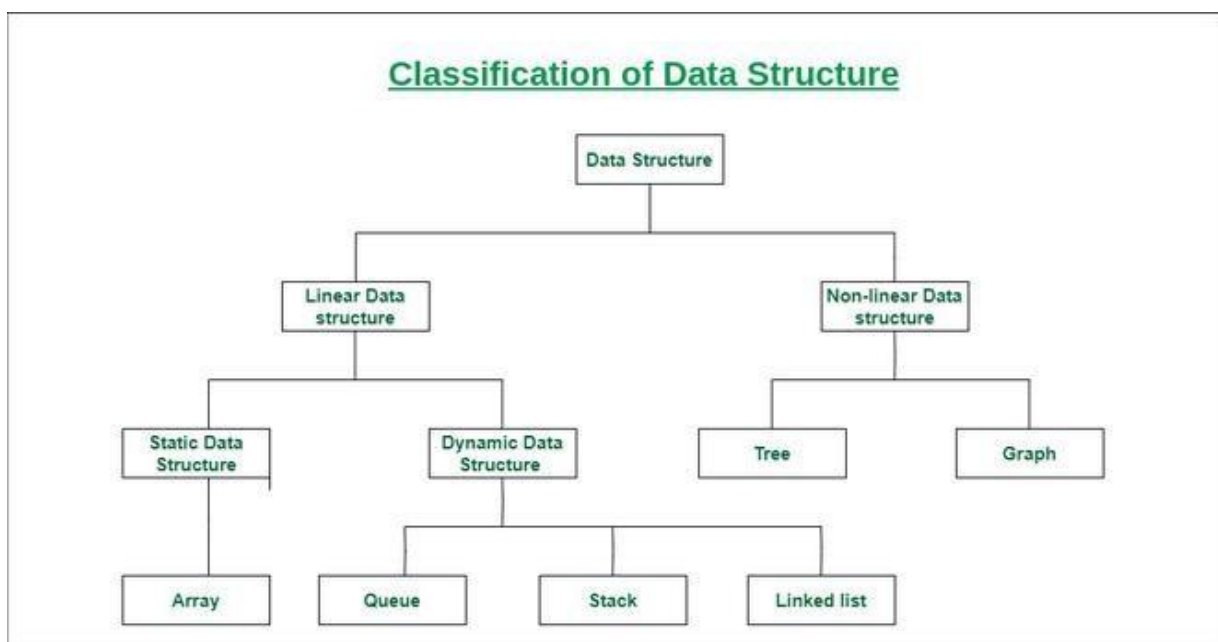 Classification of Data Structure
Data Structure
Linear Data
structure
Non-linear Data
structure
Static Data
Structure
Dynamic Data
Structure
Tree
Graph
Array
Queue
Stack
Linked list